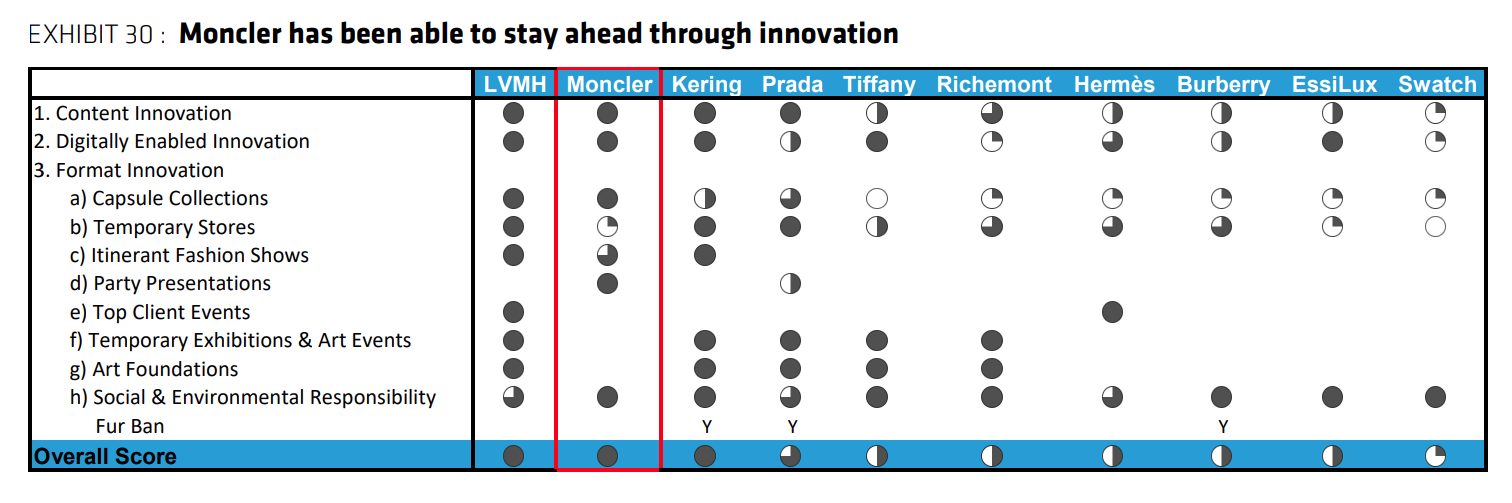 EXHIBIT 30 : Moncler has been able to stay ahead through innovation
LVMH Moncler Kering Prada Tiffany Richemont Hermès Burberry EssiLux Swatch
1. Content Innovation
2. Digitally Enabled Innovation
3. Format Innovation
a) Capsule Collections
b) Temporary Stores
c) Itinerant Fashion Shows
d) Party Presentations
e) Top Client Events
f) Temporary Exhibitions & Art Events
g) Art Foundations
h) Social & Environmental Responsibility
Fur Ban Y Y Y
Overall Score